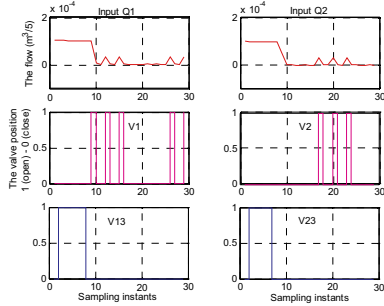 x 10⁻⁴ Input Q1 x 10⁻⁴ Input Q2
The flow (m³/5)
2 2
0 0
0 10 20 30 0 10 20 30
The valve position
1 (open) - 0 (close)
1 1
V1 V2
0.5 0.5
0 0
0 10 20 30 0 10 20 30
1 1
V13 V23
0.5 0.5
0 0
0 10 20 30 0 10 20 30
Sampling instants Sampling instants